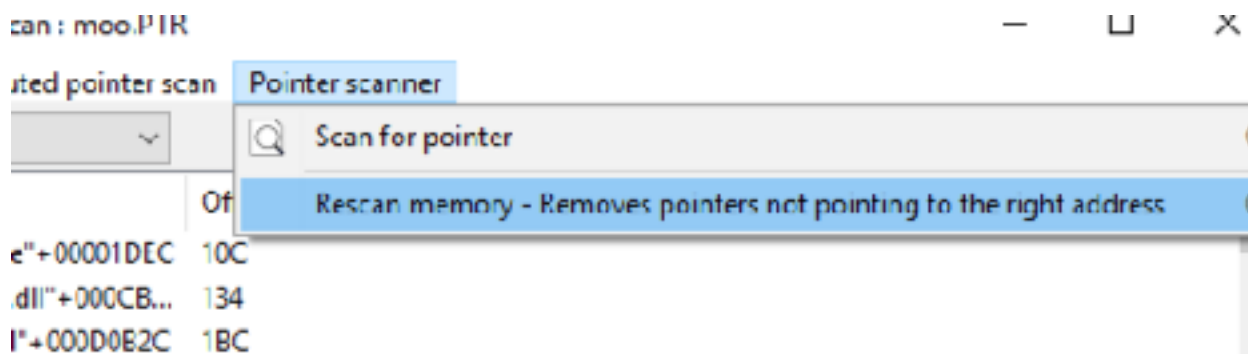 can : moo.PTR
uted pointer scan Pointer scanner
Scan for pointer
Of Rescan memory - Removes pointers not pointing to the right address
e"+00001DEC 10C
.dll"+000CB... 134
l"+000D0B2C 1BC